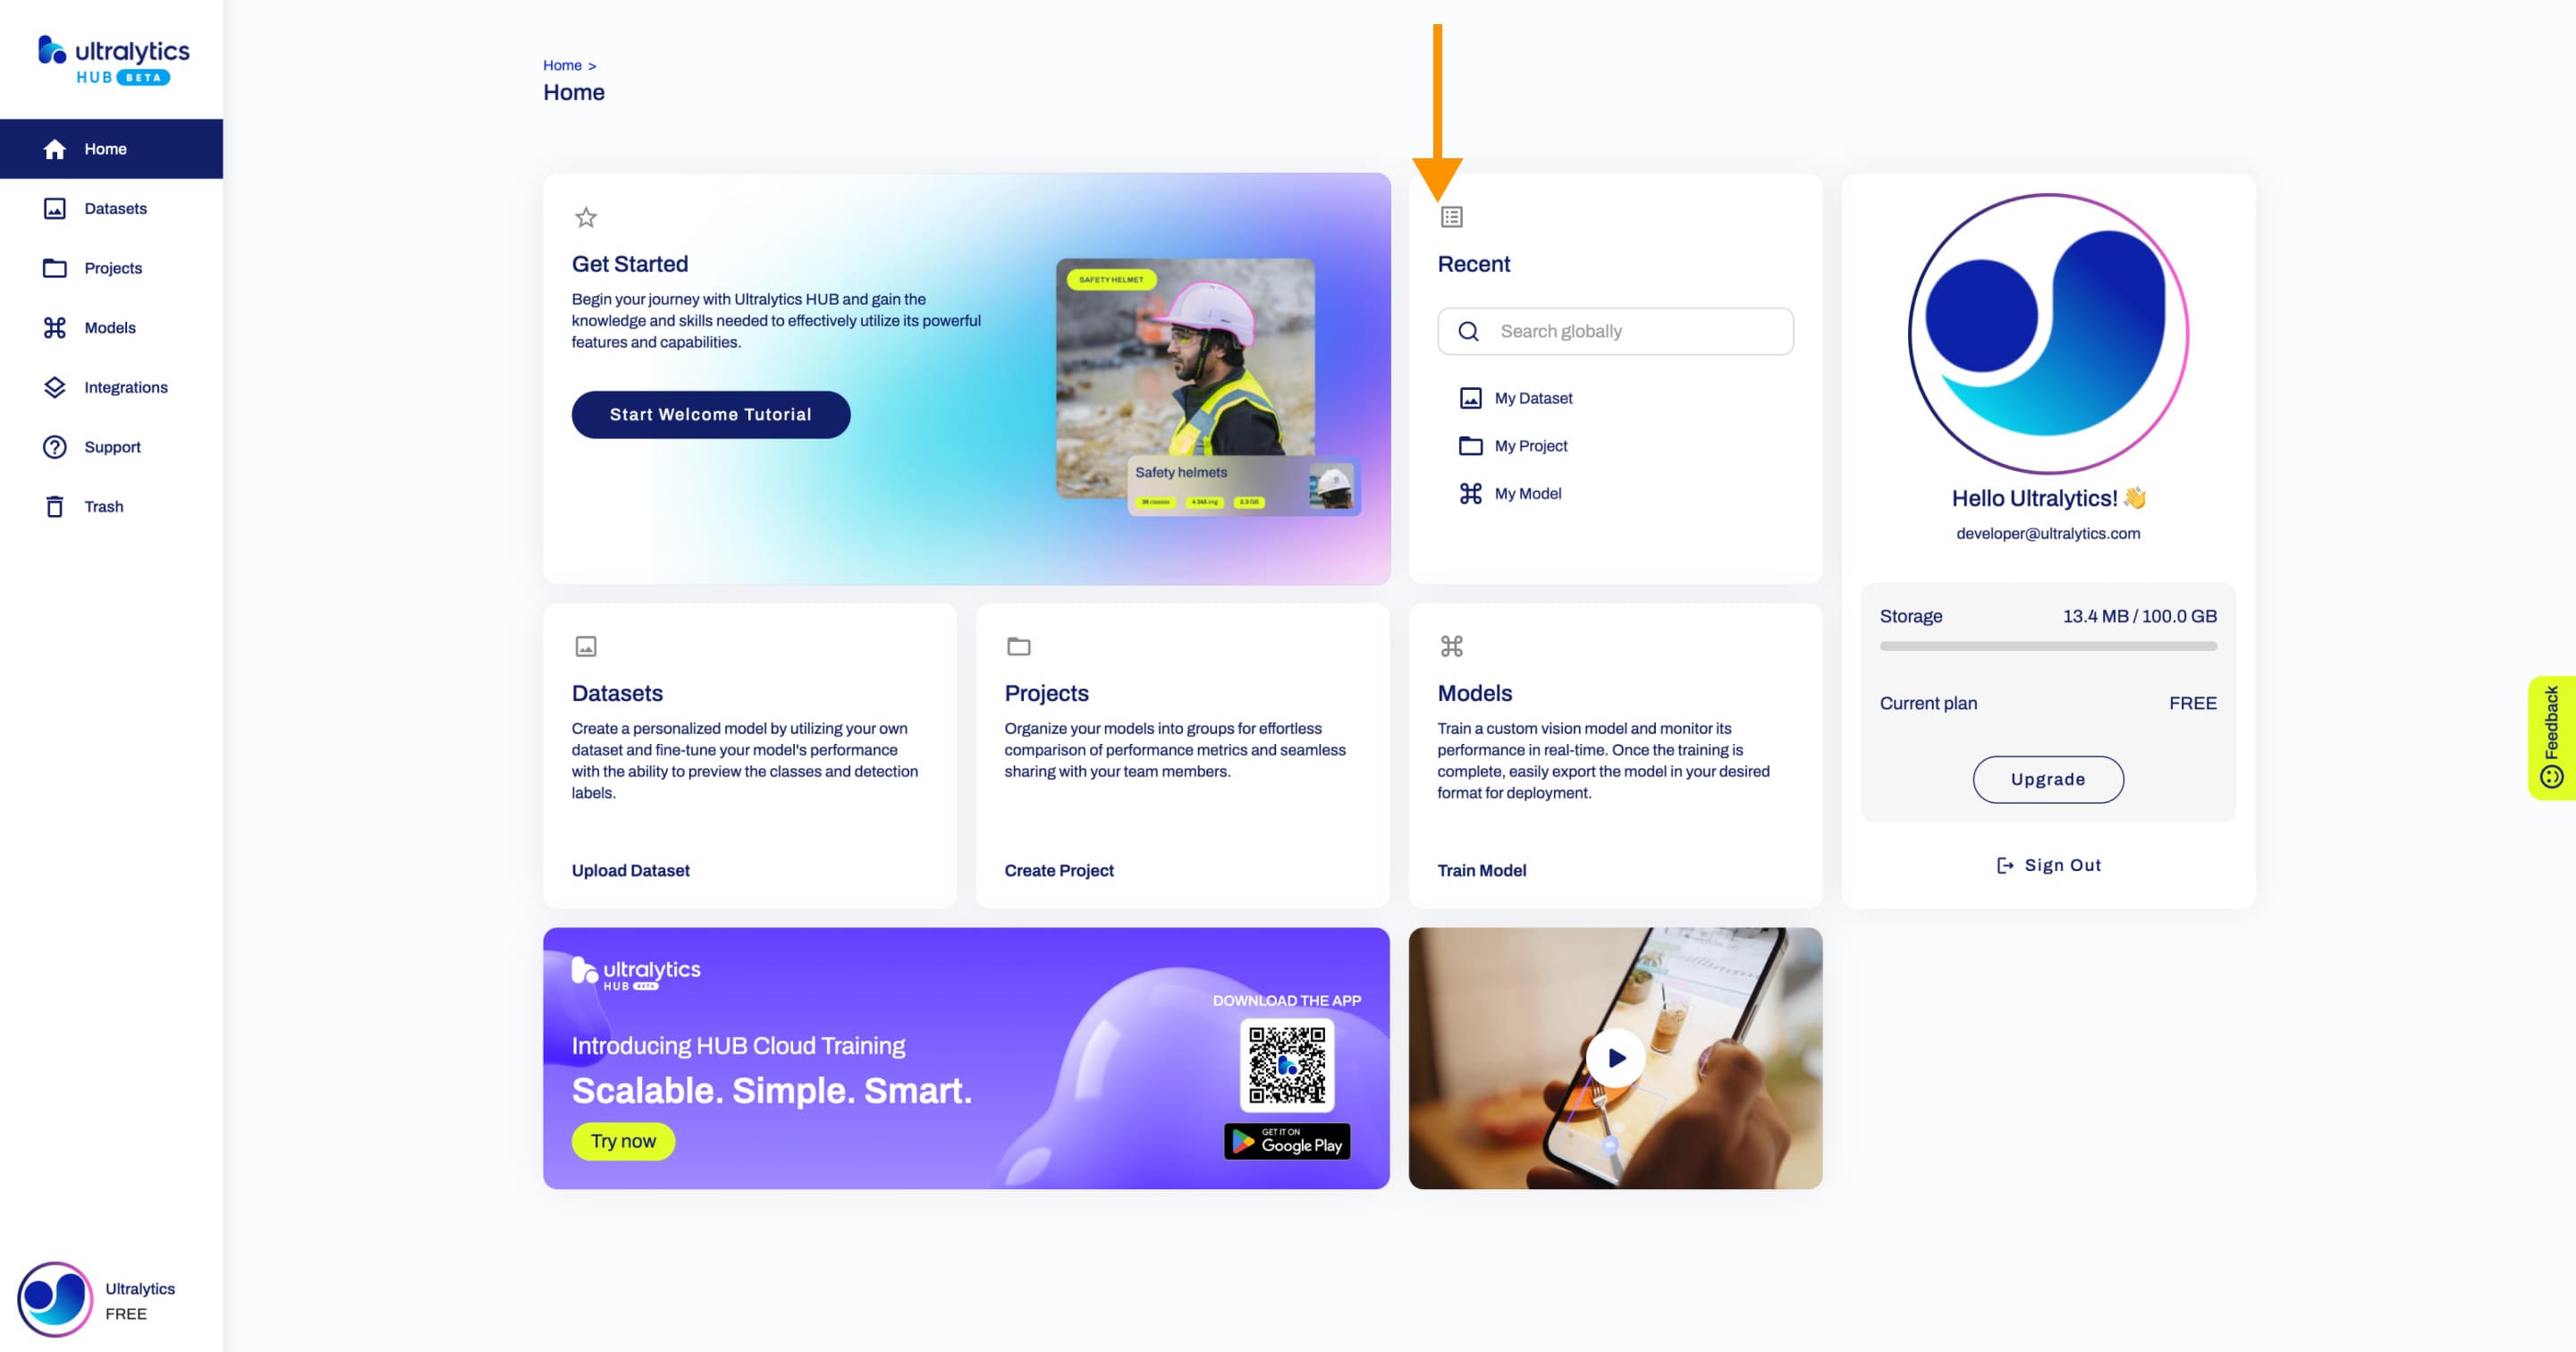 ultralytics
HUB BETA
Home
Datasets
Projects
Models
Integrations
Support
Trash
Ultralytics
FREE
Home >
Home
Get Started
Begin your journey with Ultralytics HUB and gain the
knowledge and skills needed to effectively utilize its powerful
features and capabilities.
Start Welcome Tutorial
SAFETY HELMET
Safety helmets
38 classes 4 345 img 2.3 GB
Recent
Search globally
My Dataset
My Project
My Model
Hello Ultralytics! 👋
developer@ultralytics.com
Storage 13.4 MB / 100.0 GB
Current plan FREE
Upgrade
Sign Out
Datasets
Create a personalized model by utilizing your own
dataset and fine-tune your model's performance
with the ability to preview the classes and detection
labels.
Upload Dataset
Projects
Organize your models into groups for effortless
comparison of performance metrics and seamless
sharing with your team members.
Create Project
Models
Train a custom vision model and monitor its
performance in real-time. Once the training is
complete, easily export the model in your desired
format for deployment.
Train Model
ultralytics
HUB BETA
Introducing HUB Cloud Training
Scalable. Simple. Smart.
Try now
DOWNLOAD THE APP
GET IT ON
Google Play
Feedback